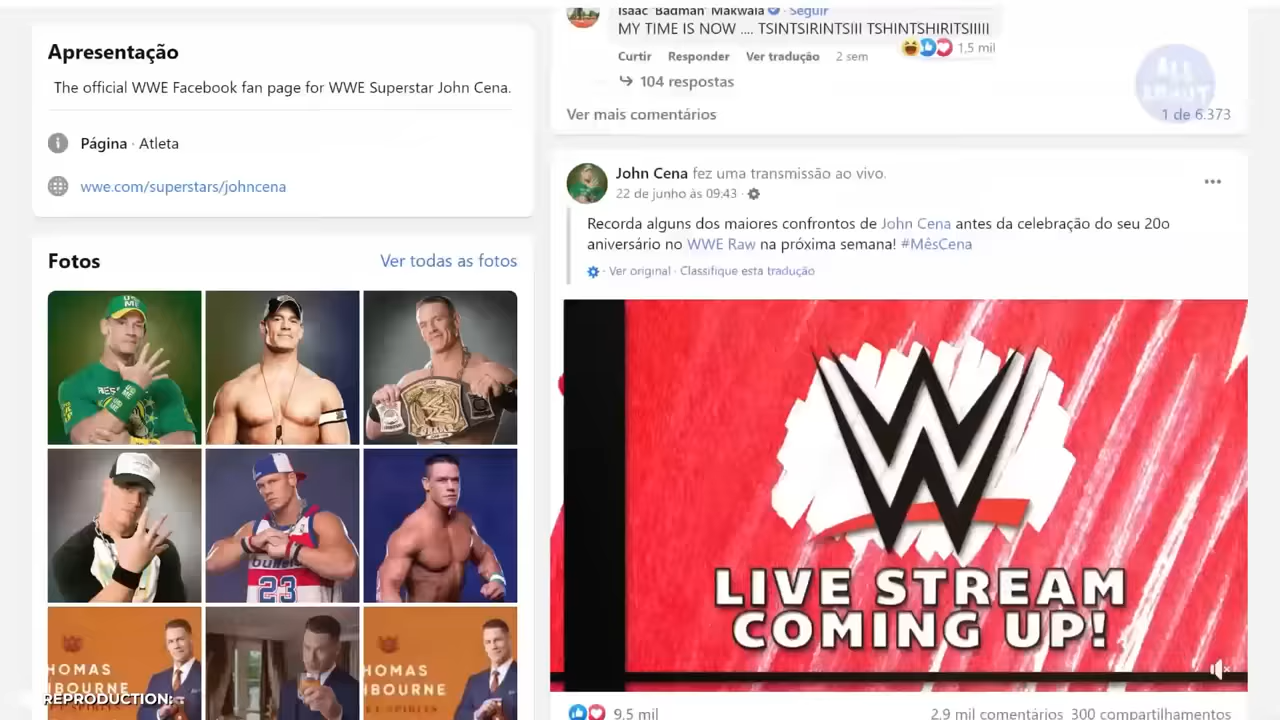 Apresentação
The official WWE Facebook fan page for WWE Superstar John Cena.
Página · Atleta
wwe.com/superstars/johncena
Fotos
Ver todas as fotos
23
HOMAS
HBOURNE
REPRODUCTION:
Isaac 'Badman' Makwala · Seguir
MY TIME IS NOW .... TSINTSIRINTSIII TSHINTSHIRITSIIIII
Curtir Responder Ver tradução 2 sem
1,5 mil
104 respostas
Ver mais comentários
1 de 6.373
ALL ABOUT
John Cena fez uma transmissão ao vivo.
22 de junho às 09:43 ·
Recorda alguns dos maiores confrontos de John Cena antes da celebração do seu 20o
aniversário no WWE Raw na próxima semana! #MêsCena
· Ver original · Classifique esta tradução
LIVE STREAM
COMING UP!
9,5 mil
2,9 mil comentários 300 compartilhamentos